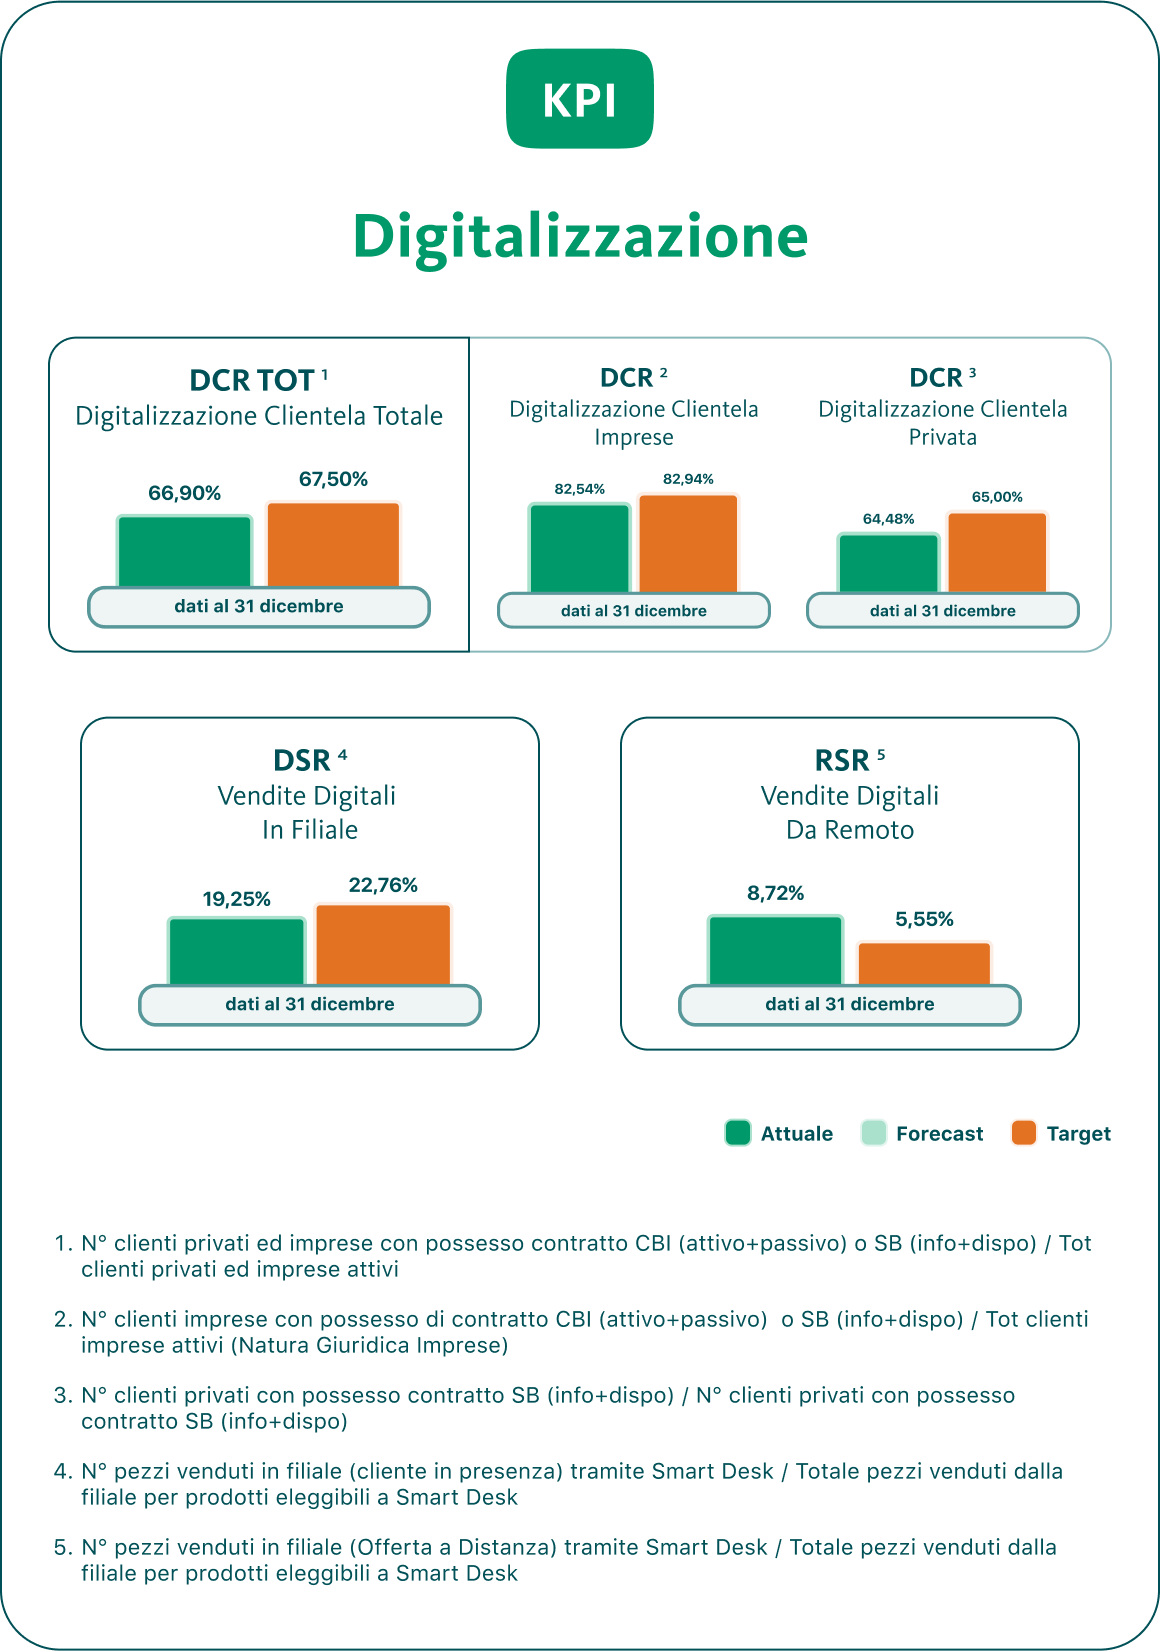 KPI
Digitalizzazione
DCR TOT ¹
Digitalizzazione Clientela Totale
66,90%
67,50%
dati al 31 dicembre
DCR ²
Digitalizzazione Clientela
Imprese
82,54%
82,94%
dati al 31 dicembre
DCR ³
Digitalizzazione Clientela
Privata
64,48%
65,00%
dati al 31 dicembre
DSR ⁴
Vendite Digitali
In Filiale
19,25%
22,76%
dati al 31 dicembre
RSR ⁵
Vendite Digitali
Da Remoto
8,72%
5,55%
dati al 31 dicembre
Attuale
Forecast
Target
1. N° clienti privati ed imprese con possesso contratto CBI (attivo+passivo) o SB (info+dispo) / Tot
clienti privati ed imprese attivi
2. N° clienti imprese con possesso di contratto CBI (attivo+passivo)  o SB (info+dispo) / Tot clienti
imprese attivi (Natura Giuridica Imprese)
3. N° clienti privati con possesso contratto SB (info+dispo) / N° clienti privati con possesso
contratto SB (info+dispo)
4. N° pezzi venduti in filiale (cliente in presenza) tramite Smart Desk / Totale pezzi venduti dalla
filiale per prodotti eleggibili a Smart Desk
5. N° pezzi venduti in filiale (Offerta a Distanza) tramite Smart Desk / Totale pezzi venduti dalla
filiale per prodotti eleggibili a Smart Desk